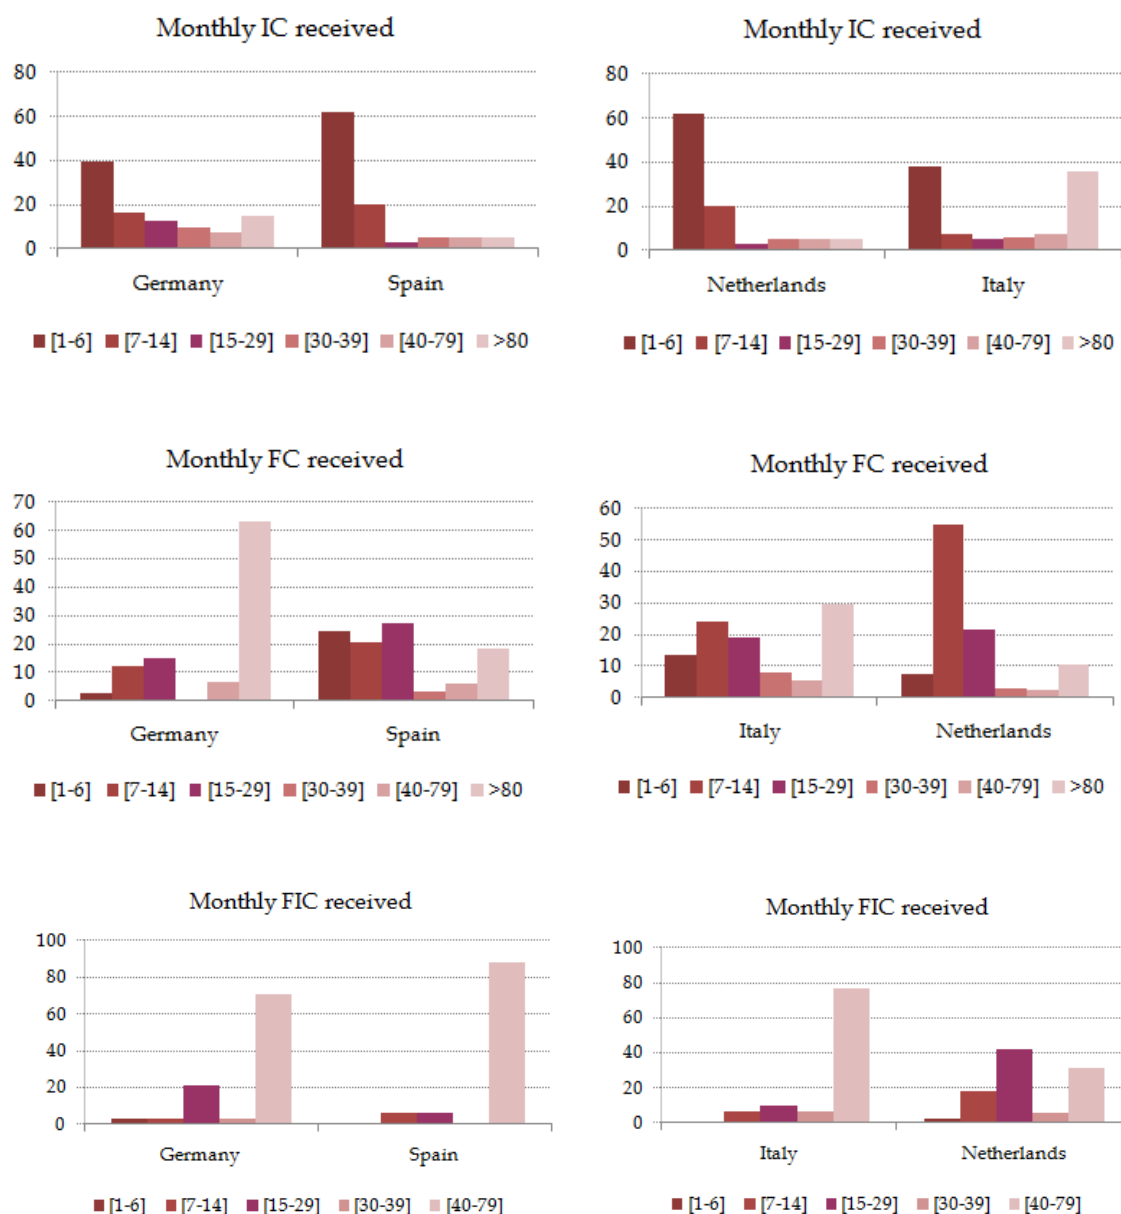 Monthly IC received
80
60
40
20
0
Germany Spain
[1-6] [7-14] [15-29] [30-39] [40-79] >80
Monthly IC received
80
60
40
20
0
Netherlands Italy
[1-6] [7-14] [15-29] [30-39] [40-79] >80
Monthly FC received
70
60
50
40
30
20
10
0
Germany Spain
[1-6] [7-14] [15-29] [30-39] [40-79] >80
Monthly FC received
60
50
40
30
20
10
0
Italy Netherlands
[1-6] [7-14] [15-29] [30-39] [40-79] >80
Monthly FIC received
100
80
60
40
20
0
Germany Spain
[1-6] [7-14] [15-29] [30-39] [40-79]
Monthly FIC received
100
80
60
40
20
0
Italy Netherlands
[1-6] [7-14] [15-29] [30-39] [40-79]